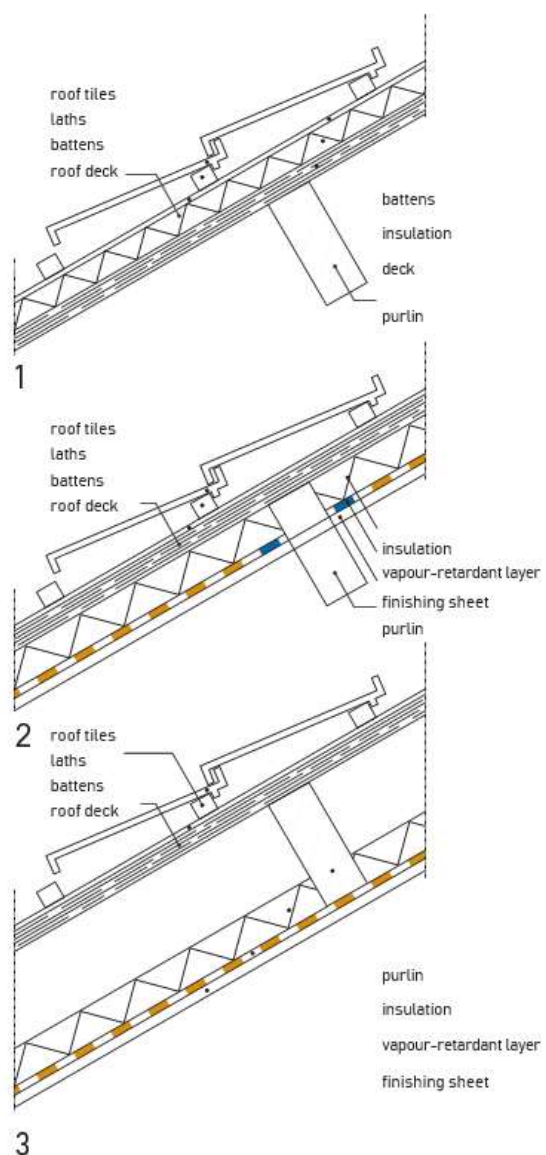 roof tiles
laths
battens
roof deck
battens
insulation
deck
purlin
1
roof tiles
laths
battens
roof deck
insulation
vapour-retardant layer
finishing sheet
purlin
2
roof tiles
laths
battens
roof deck
purlin
insulation
vapour-retardant layer
finishing sheet
3